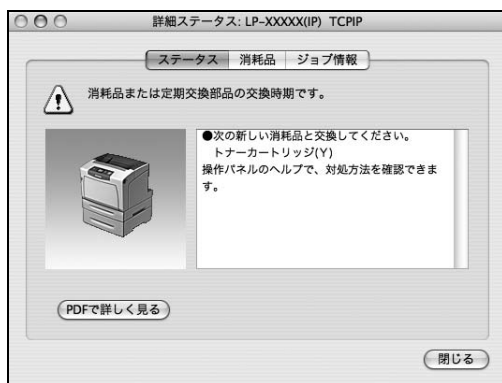 詳細ステータス: LP-XXXXX(IP) TCPIP
ステータス 消耗品 ジョブ情報
消耗品または定期交換部品の交換時期です。
●次の新しい消耗品と交換してください。
トナーカートリッジ(Y)
操作パネルのヘルプで、対処方法を確認できま
す。
PDFで詳しく見る
閉じる